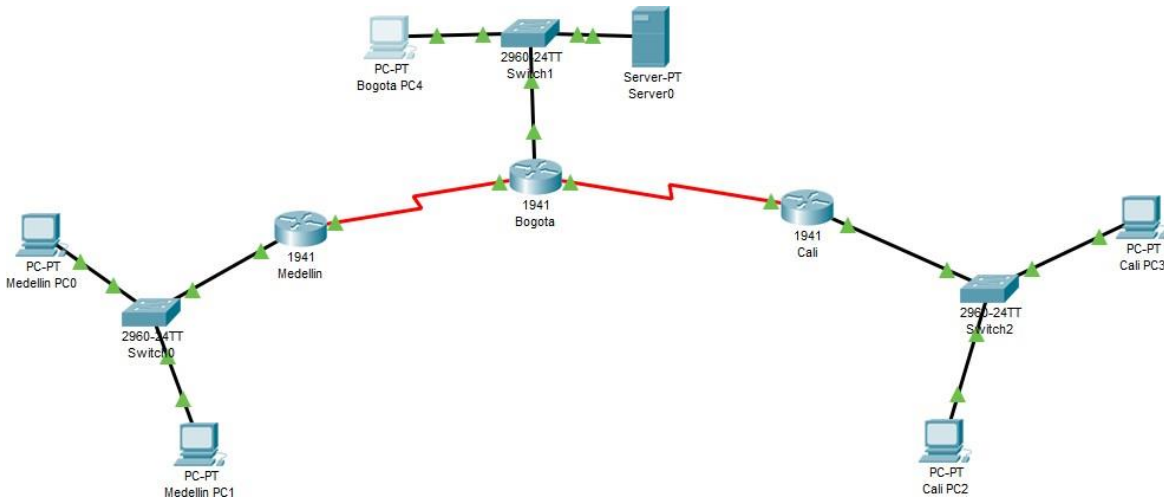 PC-PT
Bogota PC4
2960-24TT
Switch1
Server-PT
Server0
1941
Bogota
1941
Medellin
1941
Cali
PC-PT
Medellin PC0
2960-24TT
Switch0
PC-PT
Medellin PC1
PC-PT
Cali PC3
2960-24TT
Switch2
PC-PT
Cali PC2